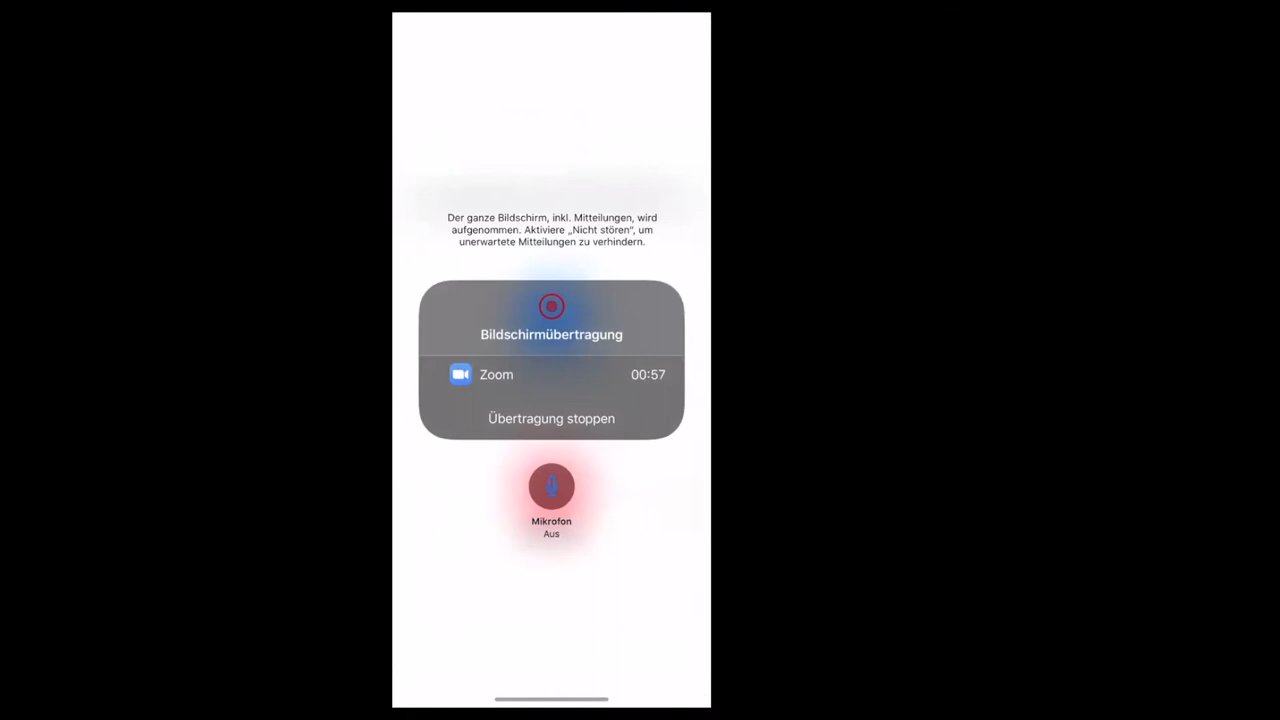 Der ganze Bildschirm, inkl. Mitteilungen, wird
aufgenommen. Aktiviere „Nicht stören“, um
unerwartete Mitteilungen zu verhindern.
Bildschirmübertragung
Zoom 00:57
Übertragung stoppen
Mikrofon
Aus